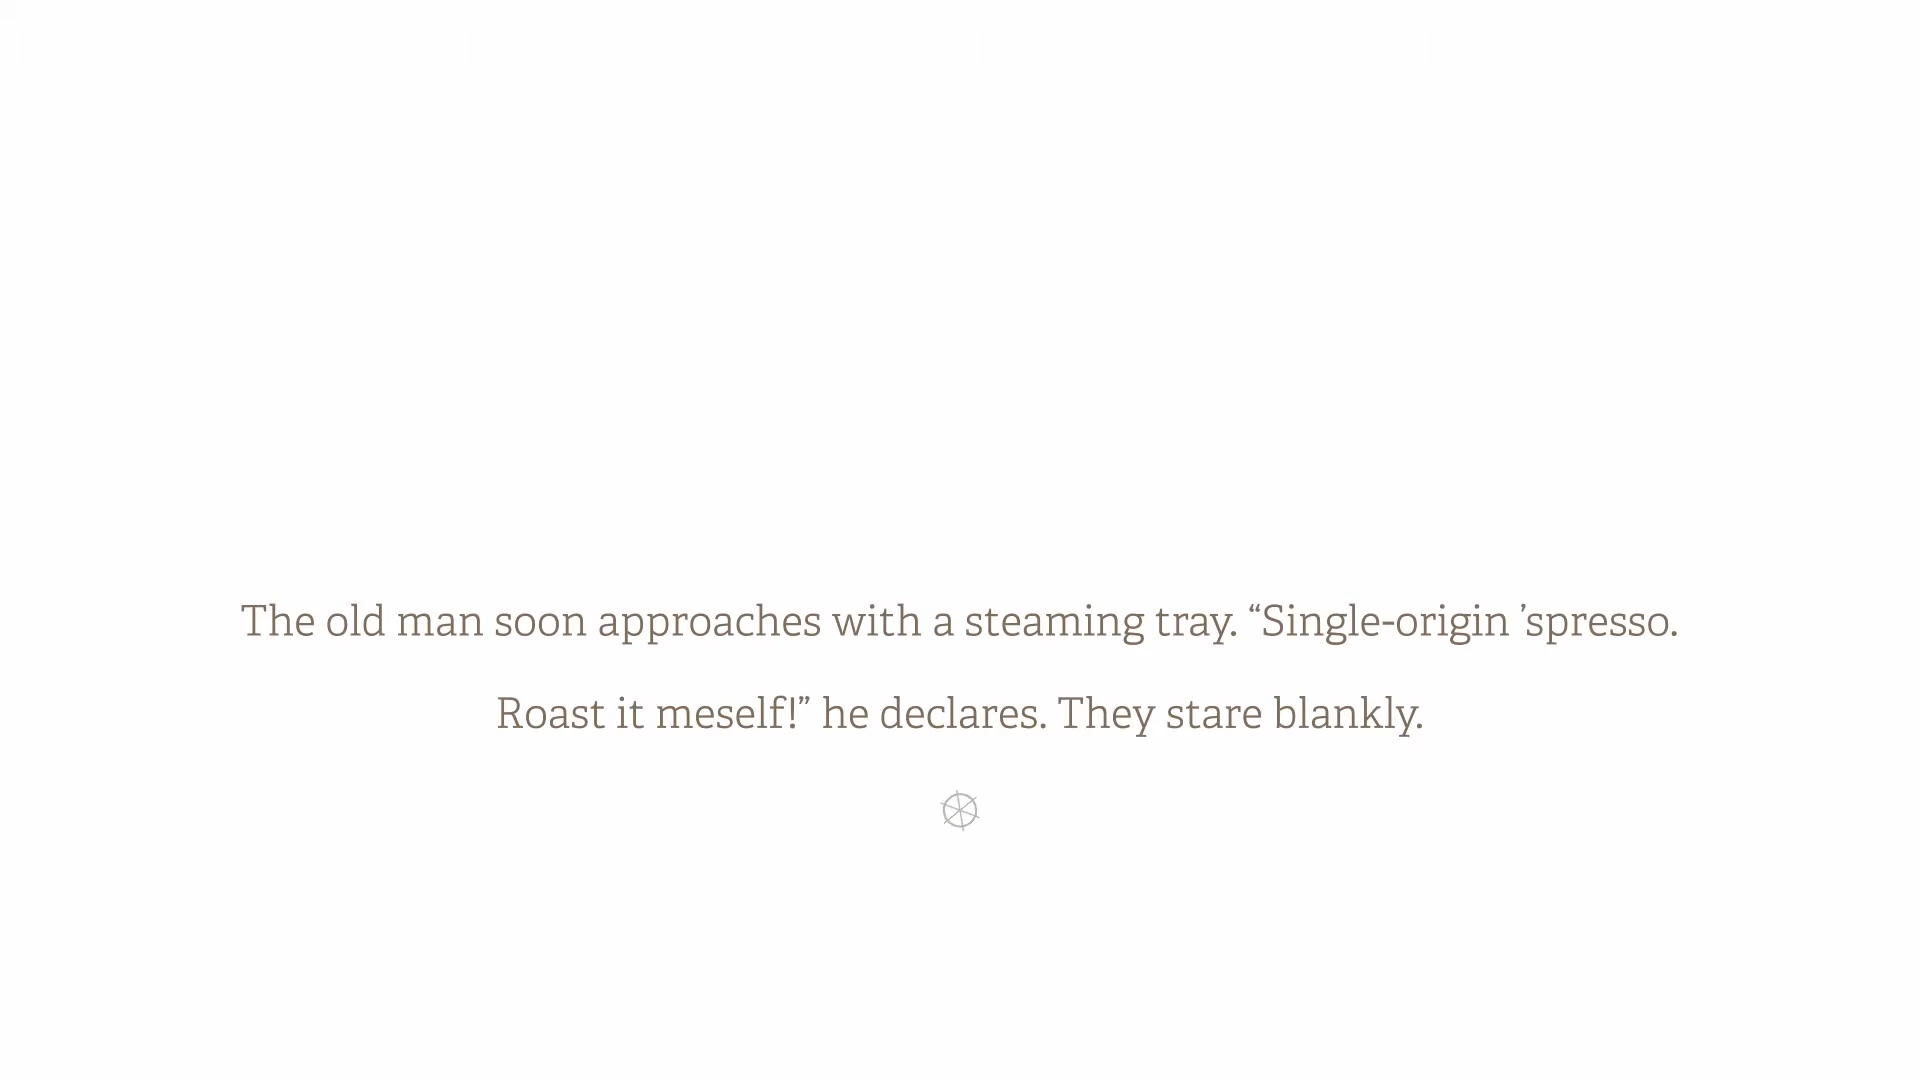 The old man soon approaches with a steaming tray. “Single-origin ’spresso.
Roast it meself!” he declares. They stare blankly.